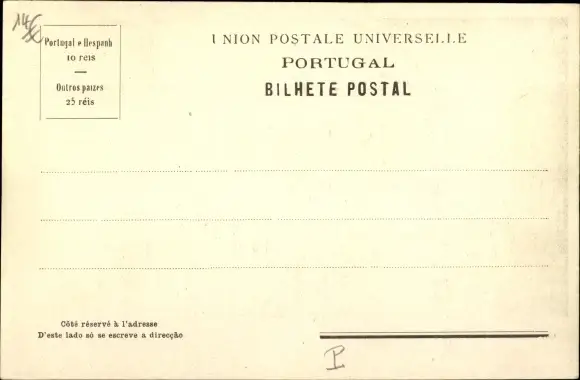 Portugal e Hespanh
10 reis
Outros paizes
25 réis
UNION POSTALE UNIVERSELLE
PORTUGAL
BILHETE POSTAL
Côté réservé à l'adresse
D'este lado só se escreve a direcção
P